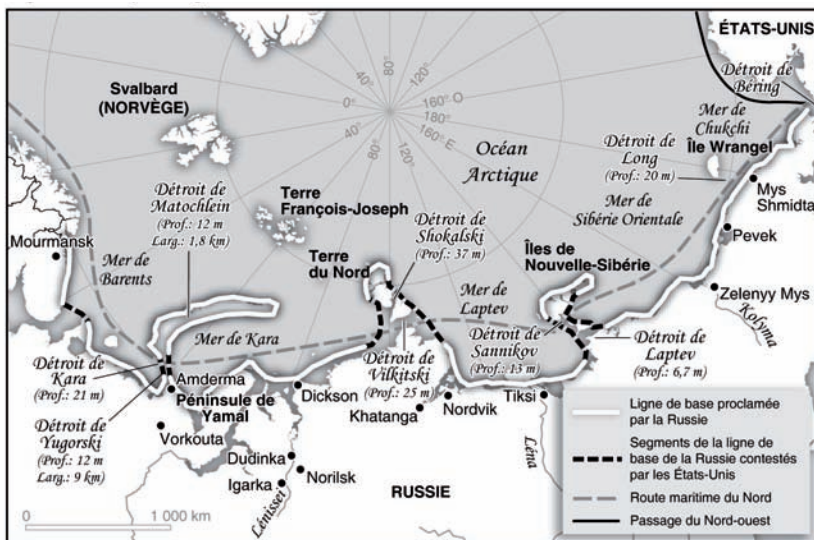 ÉTATS-UNIS
Détroit de
Béring
Svalbard
(NORVÈGE)
80°
40°
120°
0°
160° O
180°
160° E
40°
80°
120°
Océan
Arctique
Mer de
Chukchi
Île Wrangel
Détroit de
Long
(Prof.: 20 m)
Mer de
Sibérie Orientale
Mys
Shmidta
Pevek
Zelenyy Mys
Kolyma
Détroit de
Matochlein
(Prof.: 12 m
Larg.: 1,8 km)
Terre
François-Joseph
Terre
du Nord
Détroit de
Shokalski
(Prof.: 37 m)
Îles de
Nouvelle-Sibérie
Mourmansk
Mer de
Barents
Mer de Kara
Mer de
Laptev
Détroit de
Sannikov
(Prof.: 13 m)
Détroit de
Laptev
(Prof.: 6,7 m)
Détroit de
Vilkitski
(Prof.: 25 m)
Détroit de
Kara
(Prof.: 21 m)
Amderma
Péninsule de
Yamal
Détroit de
Yugorski
(Prof.: 12 m
Larg.: 9 km)
Vorkouta
Dickson
Khatanga
Nordvik
Tiksi
Léna
Dudinka
Norilsk
Igarka
Lénisset
RUSSIE
0
1 000 km
Ligne de base proclamée
par la Russie
Segments de la ligne de
base de la Russie contestés
par les États-Unis
Route maritime du Nord
Passage du Nord-ouest